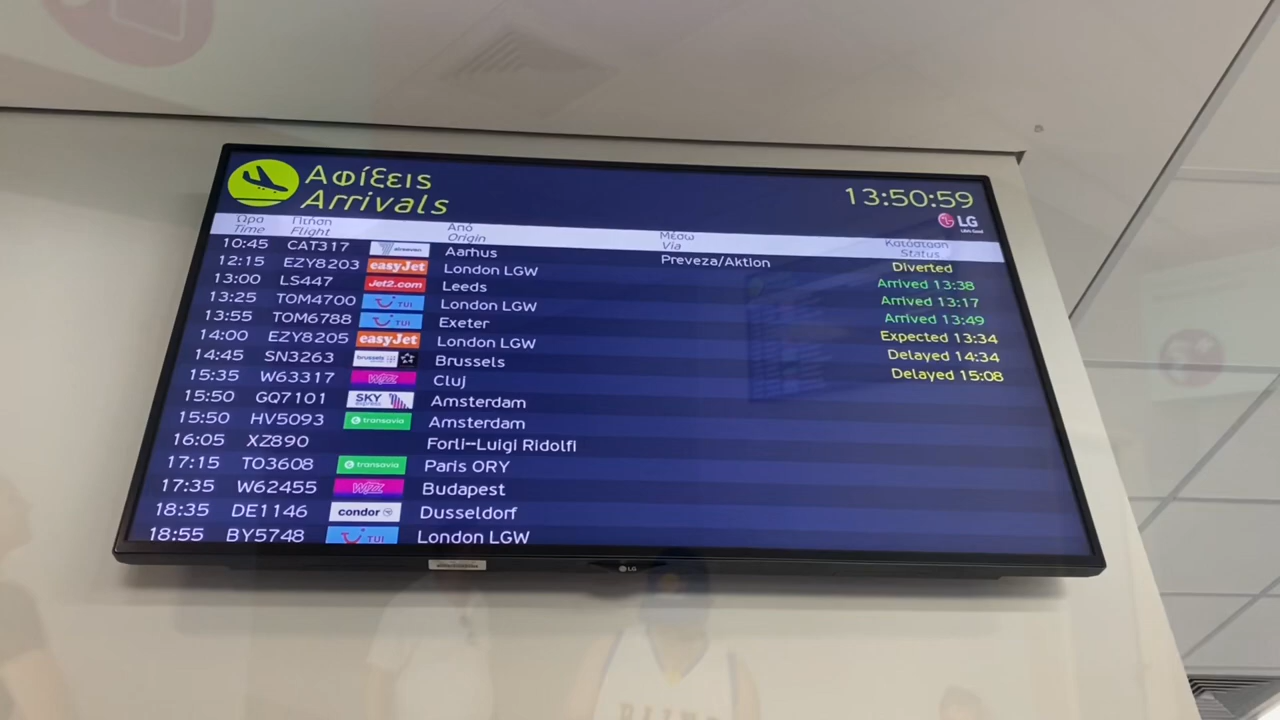 Αφίξεις
Arrivals
13:50:59
LG
Ώρα Πτήση Από Μέσω Κατάσταση
Time Flight Origin Via Status
10:45 CAT317 Aarhus Preveza/Aktion Diverted
12:15 EZY8203 easyJet London LGW Arrived 13:38
13:00 LS447 Jet2.com Leeds Arrived 13:17
13:25 TOM4700 TUI London LGW Arrived 13:49
13:55 TOM6788 TUI Exeter Expected 13:34
14:00 EZY8205 easyJet London LGW Delayed 14:34
14:45 SN3263 brussels Brussels Delayed 15:08
15:35 W63317 Wizz Cluj
15:50 GQ7101 SKY express Amsterdam
15:50 HV5093 transavia Amsterdam
16:05 XZ890 Forli-Luigi Ridolfi
17:15 TO3608 transavia Paris ORY
17:35 W62455 Wizz Budapest
18:35 DE1146 condor Dusseldorf
18:55 BY5748 TUI London LGW
LG